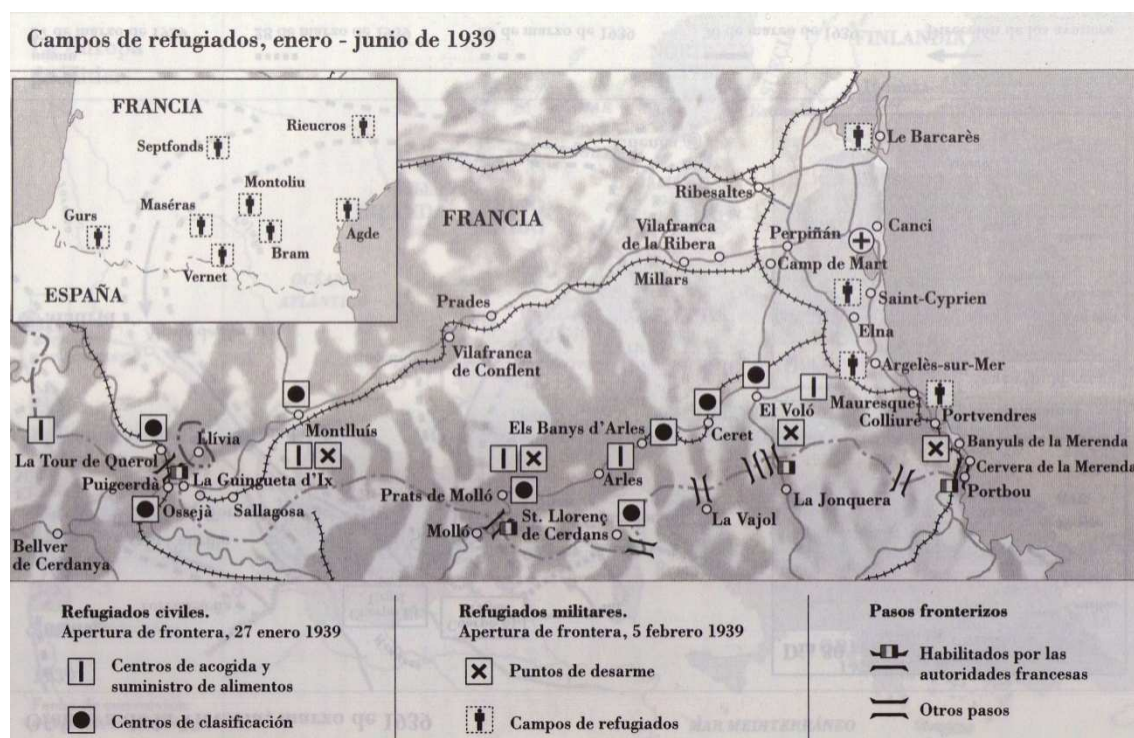 Campos de refugiados, enero - junio de 1939
FRANCIA
Rieucros
Septfonds
Montoliu
Maséras
Gurs
Agde
Bram
Vernet
ESPAÑA
Le Barcarès
Ribesaltes
FRANCIA
Vilafranca
de la Ribera
Perpiñán
Canci
Camp de Mart
Millars
Saint-Cyprien
Prades
Elna
Vilafranca
de Conflent
Argelès-sur-Mer
El Voló
Mauresque
Colliure
Portvendres
Montlluís
Els Banys d'Arles
Ceret
Llívia
La Tour de Querol
Banyuls de la Merenda
Cervera de la Merenda
Puigcerdà
La Guingueta d'Ix
Arles
Portbou
Prats de Molló
La Jonquera
Ossejà
Sallagosa
St. Llorenç
de Cerdans
La Vajol
Molló
Bellver
de Cerdanya
Refugiados civiles.
Apertura de frontera, 27 enero 1939
Centros de acogida y
suministro de alimentos
Centros de clasificación
Refugiados militares.
Apertura de frontera, 5 febrero 1939
Puntos de desarme
Campos de refugiados
Pasos fronterizos
Habilitados por las
autoridades francesas
Otros pasos